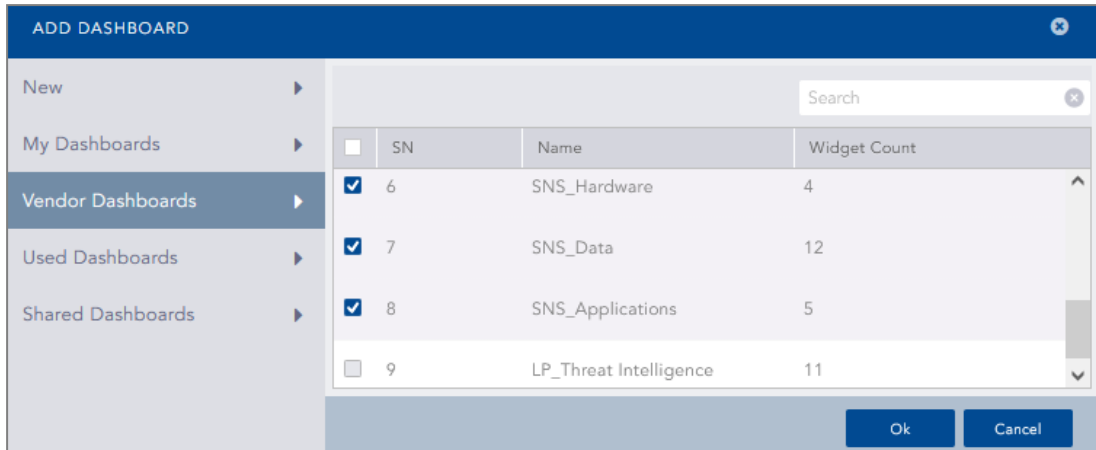 ADD DASHBOARD
New
My Dashboards
Vendor Dashboards
Used Dashboards
Shared Dashboards
Search
SN Name Widget Count
6 SNS_Hardware 4
7 SNS_Data 12
8 SNS_Applications 5
9 LP_Threat Intelligence 11
Ok Cancel